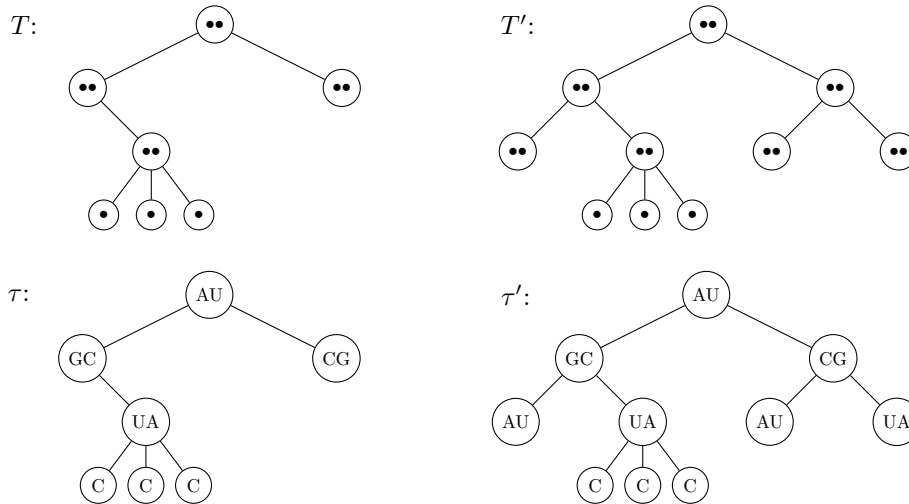 T: T′:
•• ••
•• •• •• ••
•• •• •• •• ••
• • • • • •
τ: τ′:
AU AU
GC CG GC CG
UA AU UA AU UA
C C C C C C